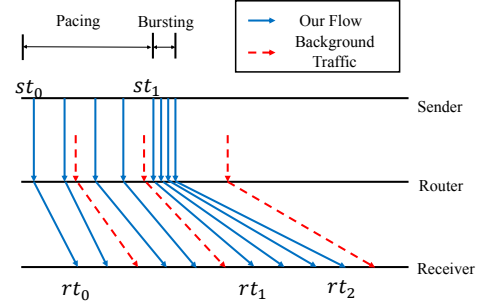 Pacing
Bursting
Our Flow
Background
Traffic
st₀
st₁
Sender
Router
Receiver
rt₀
rt₁
rt₂